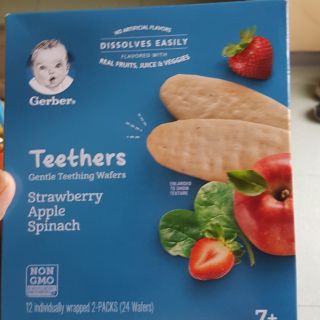 NO ARTIFICIAL FLAVORS
DISSOLVES EASILY
FLAVORED WITH
REAL FRUITS, JUICE & VEGGIES
Gerber®
Teethers
Gentle Teething Wafers
ENLARGED
TO SHOW
TEXTURE
Strawberry
Apple
Spinach
NON
GMO
12 individually wrapped 2-PACKS (24 Wafers)
7+